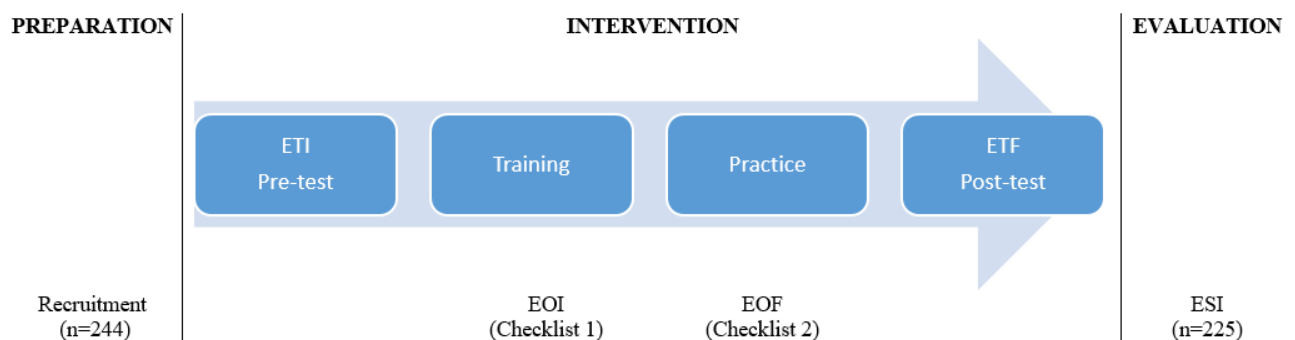 PREPARATION
INTERVENTION
EVALUATION
ETI
Pre-test
Training
Practice
ETF
Post-test
Recruitment
(n=244)
EOI
(Checklist 1)
EOF
(Checklist 2)
ESI
(n=225)